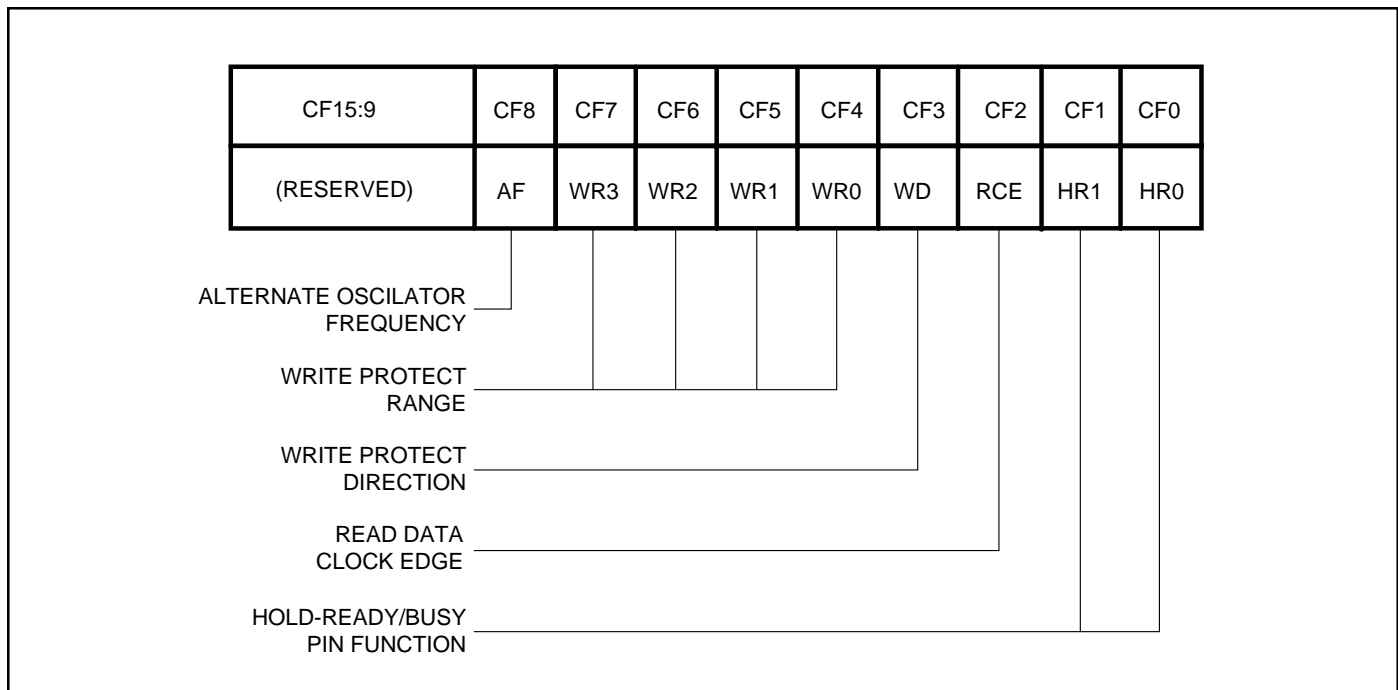 CF15:9 CF8 CF7 CF6 CF5 CF4 CF3 CF2 CF1 CF0
(RESERVED) AF WR3 WR2 WR1 WR0 WD RCE HR1 HR0
ALTERNATE OSCILATOR
FREQUENCY
WRITE PROTECT
RANGE
WRITE PROTECT
DIRECTION
READ DATA
CLOCK EDGE
HOLD-READY/BUSY
PIN FUNCTION